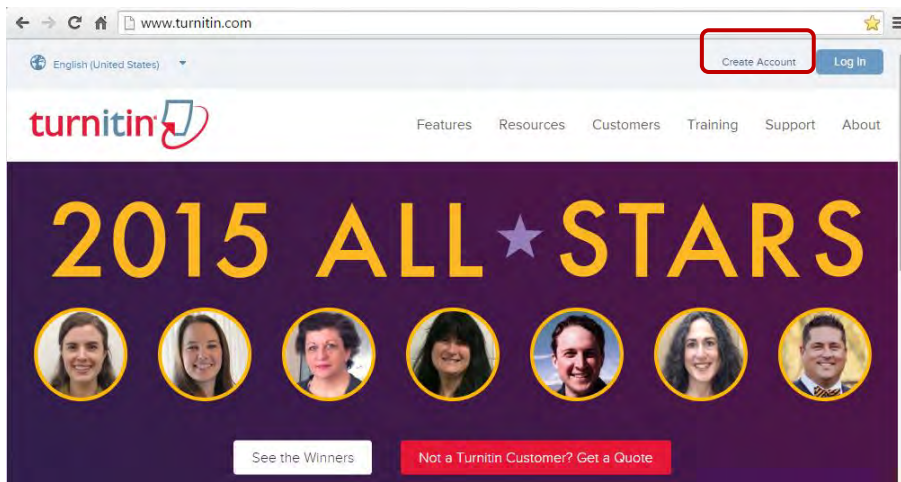 www.turnitin.com
English (United States) Create Account Log In
turnitin Features Resources Customers Training Support About
2015 ALL★STARS
See the Winners Not a Turnitin Customer? Get a Quote